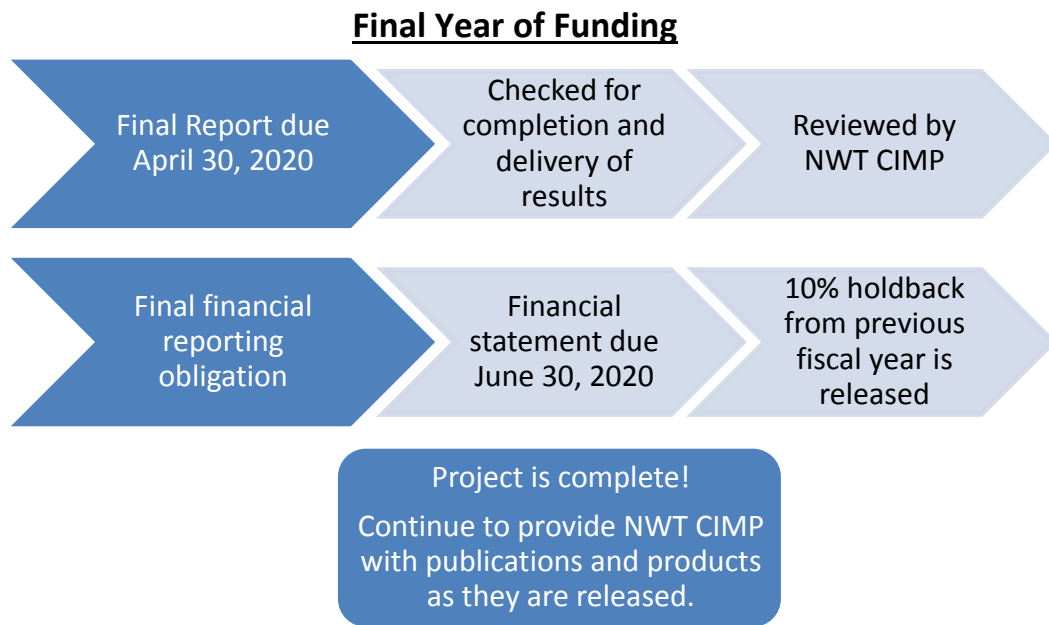 Final Year of Funding
Final Report due
April 30, 2020
Checked for
completion and
delivery of
results
Reviewed by
NWT CIMP
Final financial
reporting
obligation
Financial
statement due
June 30, 2020
10% holdback
from previous
fiscal year is
released
Project is complete!
Continue to provide NWT CIMP
with publications and products
as they are released.